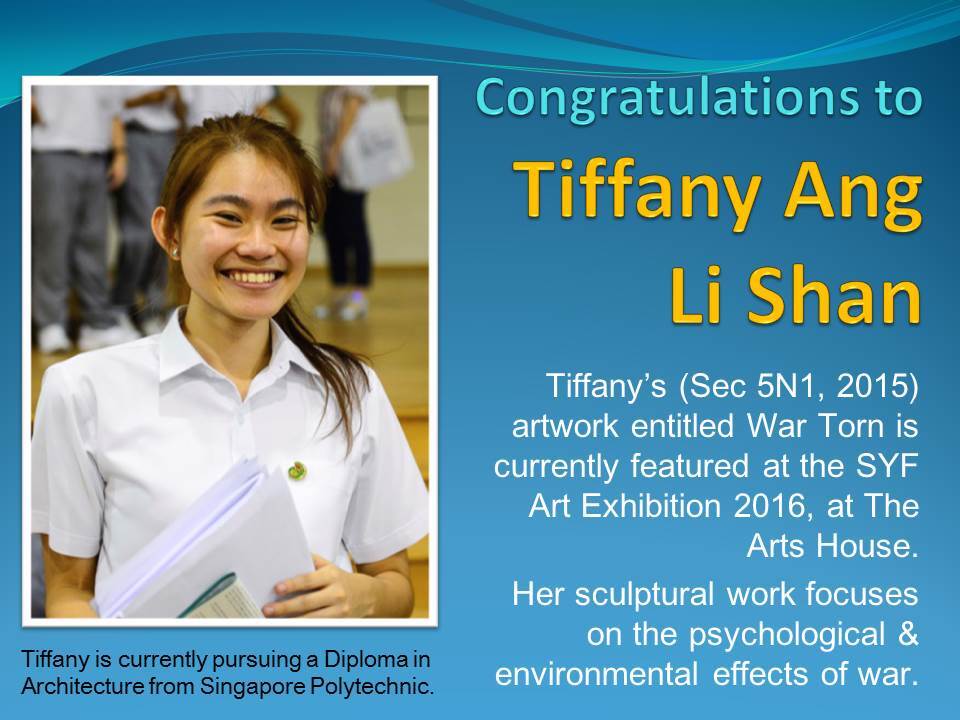 Congratulations to
Tiffany Ang
Li Shan
Tiffany’s (Sec 5N1, 2015)
artwork entitled War Torn is
currently featured at the SYF
Art Exhibition 2016, at The
Arts House.
Her sculptural work focuses
on the psychological &
environmental effects of war.
Tiffany is currently pursuing a Diploma in
Architecture from Singapore Polytechnic.